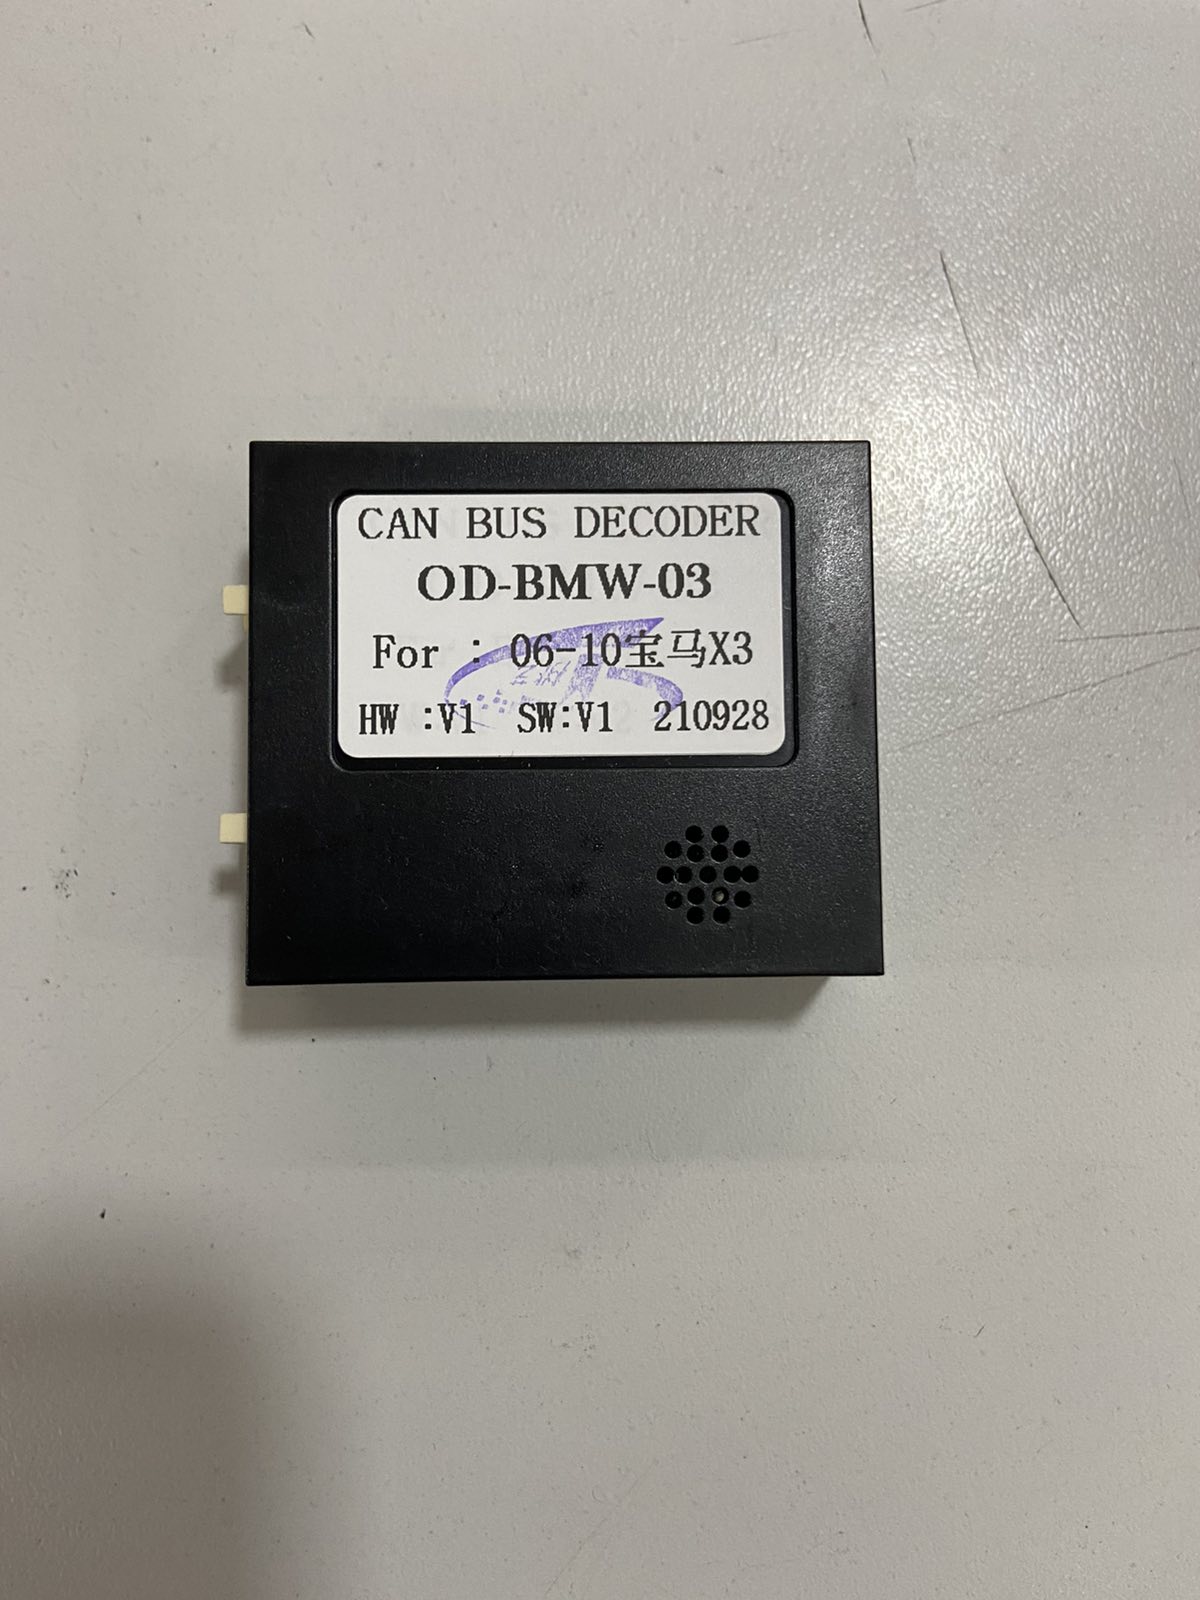 CAN BUS DECODER
OD-BMW-03
For : 06-10宝马X3
HW :V1 SW:V1 210928